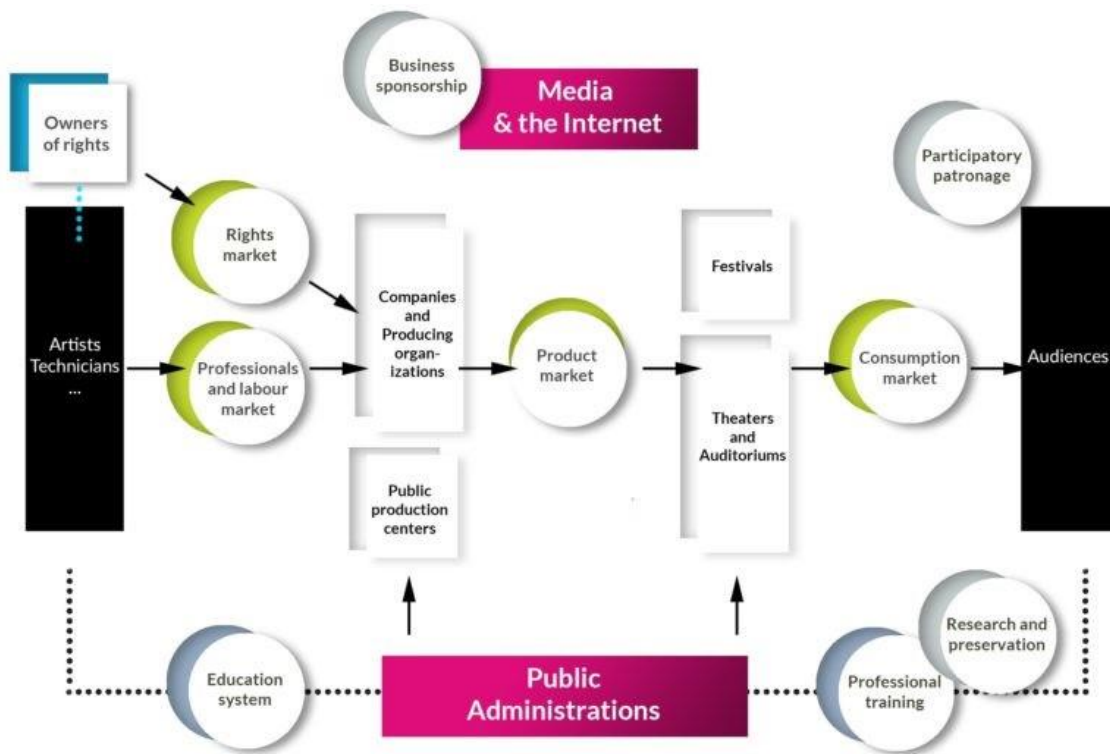 Business
sponsorship
Media
& the Internet
Owners
of rights
Participatory
patronage
Rights
market
Festivals
Companies
and
Producing
organ-
izations
Artists
Technicians
...
Professionals
and labour
market
Product
market
Consumption
market
Audiences
Theaters
and
Auditoriums
Public
production
centers
Research and
preservation
Education
system
Public
Administrations
Professional
training